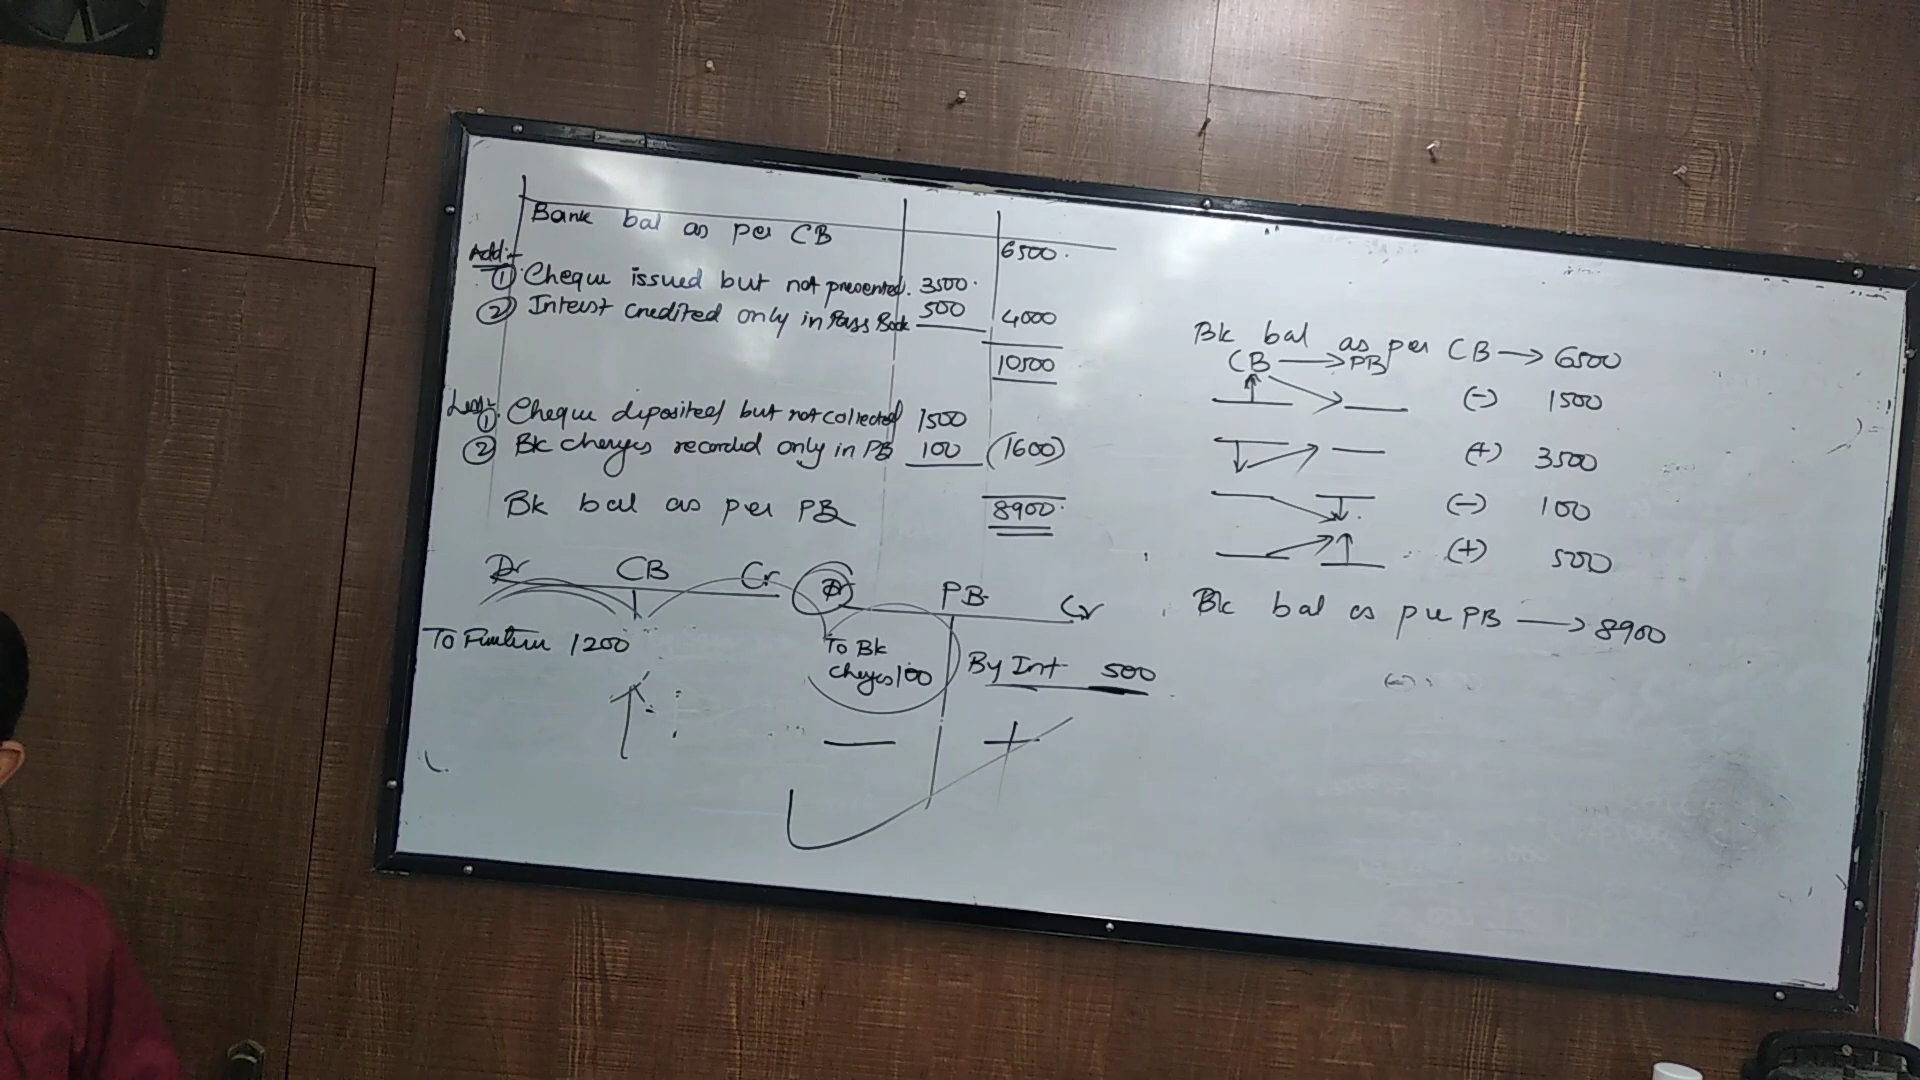 Bank bal as per CB 6500.
Add:-
① Cheque issued but not presented. 3500.
② Interest credited only in Pass Book 500 4000
10500
Less:-
① Cheque deposited but not collected 1500
② Bk charges recorded only in PB 100 (1600)
8900.
Bk bal as per PB
Dr CB Cr
To Furniture 1200
Dr PB Cr
To Bk
charges 100
By Int 500
— +
Bk bal as per CB → 6500
CB → PB
(-) 1500
(+) 3500
(-) 100
(+) 500
Bk bal as per PB → 8900